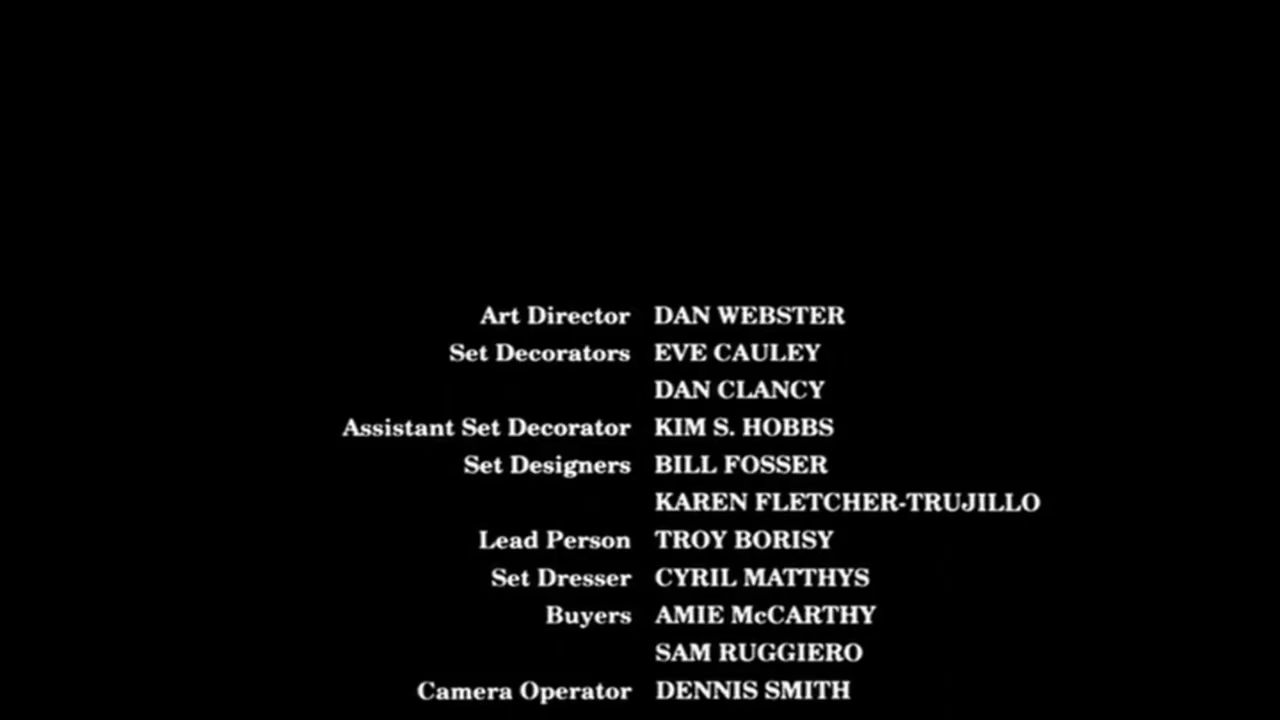 Art Director DAN WEBSTER
Set Decorators EVE CAULEY
DAN CLANCY
Assistant Set Decorator KIM S. HOBBS
Set Designers BILL FOSSER
KAREN FLETCHER-TRUJILLO
Lead Person TROY BORISY
Set Dresser CYRIL MATTHYS
Buyers AMIE McCARTHY
SAM RUGGIERO
Camera Operator DENNIS SMITH